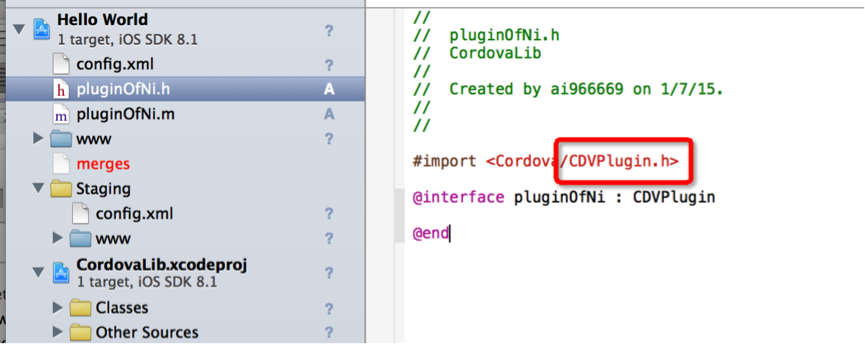 Hello World
1 target, iOS SDK 8.1
?
config.xml
?
h pluginOfNi.h
A
m pluginOfNi.m
A
www
?
merges
Staging
config.xml
?
www
?
CordovaLib.xcodeproj
1 target, iOS SDK 8.1
?
Classes
?
Other Sources
?
//
// pluginOfNi.h
// CordovaLib
//
// Created by ai966669 on 1/7/15.
//
//
#import <Cordova/CDVPlugin.h>
@interface pluginOfNi : CDVPlugin
@end